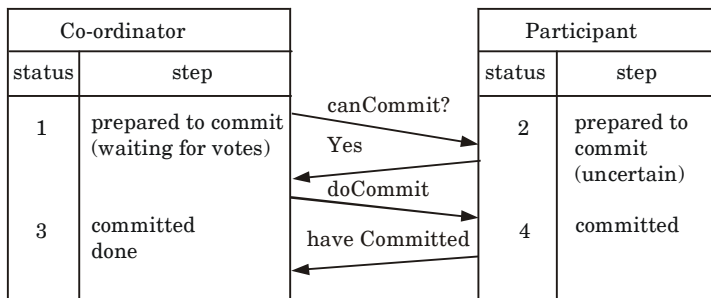 Co-ordinator
Participant
status step
status step
canCommit?
1 prepared to commit
(waiting for votes)
Yes
2 prepared to
commit
(uncertain)
doCommit
3 committed
done
have Committed
4 committed